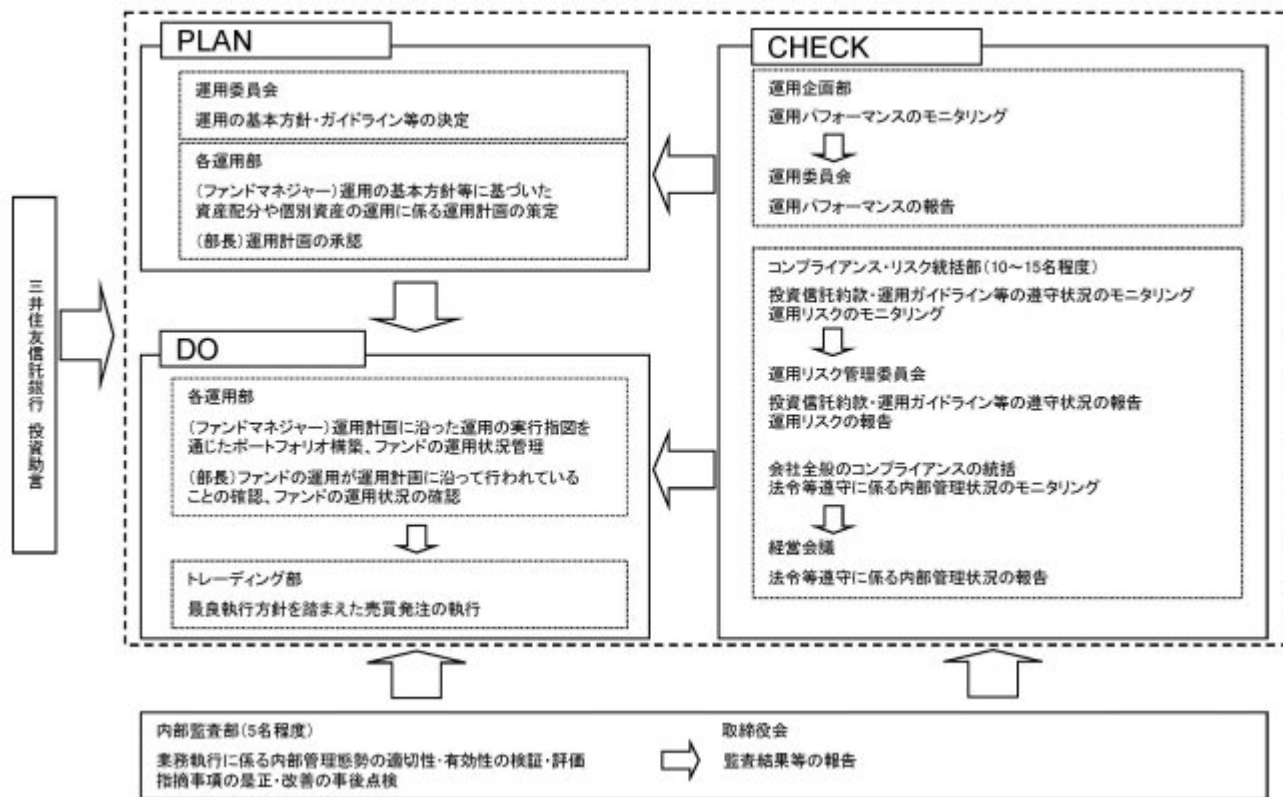 PLAN
運用委員会
運用の基本方針・ガイドライン等の決定
各運用部
(ファンドマネジャー)運用の基本方針等に基づいた
資産配分や個別資産の運用に係る運用計画の策定
(部長)運用計画の承認
三井住友信託銀行 投資助言
DO
各運用部
(ファンドマネジャー)運用計画に沿った運用の実行指図を
通じたポートフォリオ構築、ファンドの運用状況管理
(部長)ファンドの運用が運用計画に沿って行われている
ことの確認、ファンドの運用状況の確認
トレーディング部
最良執行方針を踏まえた売買発注の執行
CHECK
運用企画部
運用パフォーマンスのモニタリング
運用委員会
運用パフォーマンスの報告
コンプライアンス・リスク統括部(10～15名程度)
投資信託約款・運用ガイドライン等の遵守状況のモニタリング
運用リスクのモニタリング
運用リスク管理委員会
投資信託約款・運用ガイドライン等の遵守状況の報告
運用リスクの報告
会社全般のコンプライアンスの統括
法令等遵守に係る内部管理状況のモニタリング
経営会議
法令等遵守に係る内部管理状況の報告
内部監査部(5名程度)
業務執行に係る内部管理態勢の適切性・有効性の検証・評価
指摘事項の是正・改善の事後点検
取締役会
監査結果等の報告